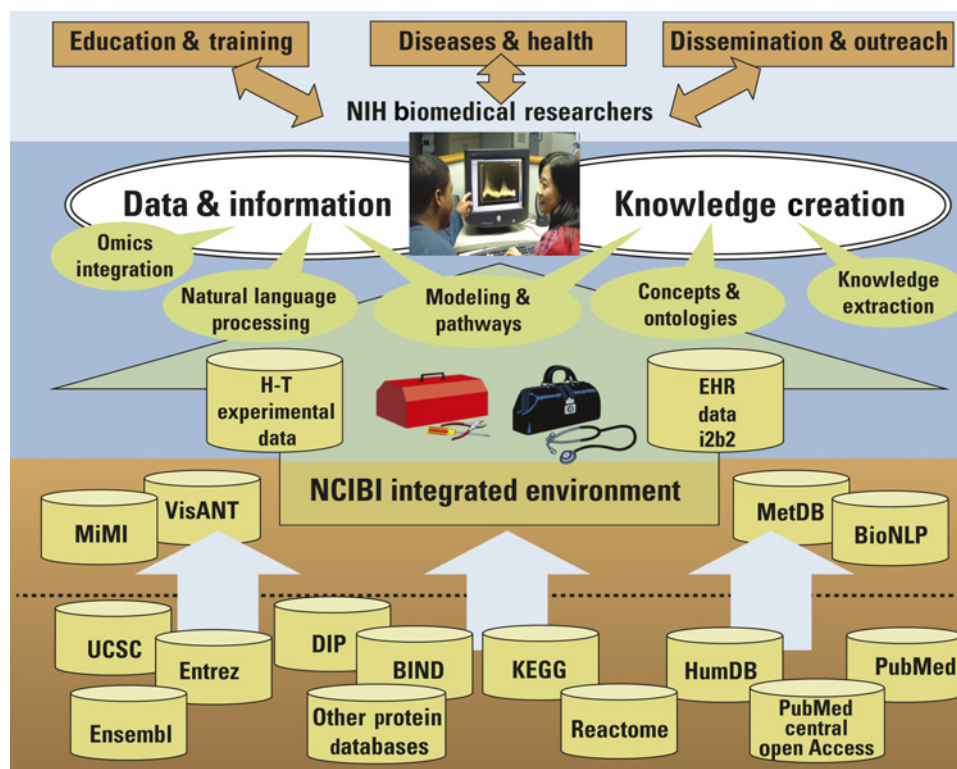 Education & training
Diseases & health
Dissemination & outreach
NIH biomedical researchers
Data & information
Knowledge creation
Omics
integration
Natural language
processing
Modeling &
pathways
Concepts &
ontologies
Knowledge
extraction
H-T
experimental
data
EHR
data
i2b2
NCIBI integrated environment
MiMI
VisANT
MetDB
BioNLP
UCSC
Entrez
Ensembl
DIP
BIND
Other protein
databases
KEGG
Reactome
HumDB
PubMed
central
open Access
PubMed